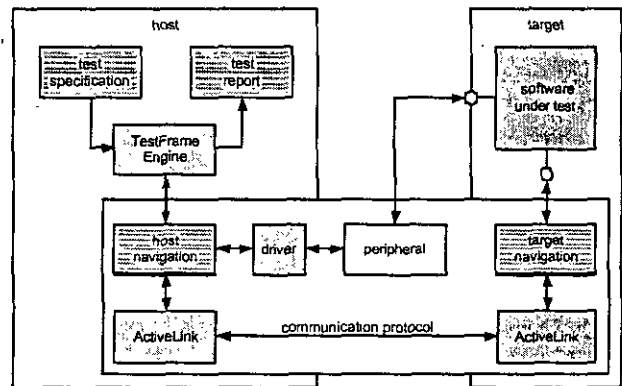 host
target
test
specification
test
report
software
under test
TestFrame
Engine
host
navigation
driver
peripheral
target
navigation
communication protocol
ActiveLink
ActiveLink